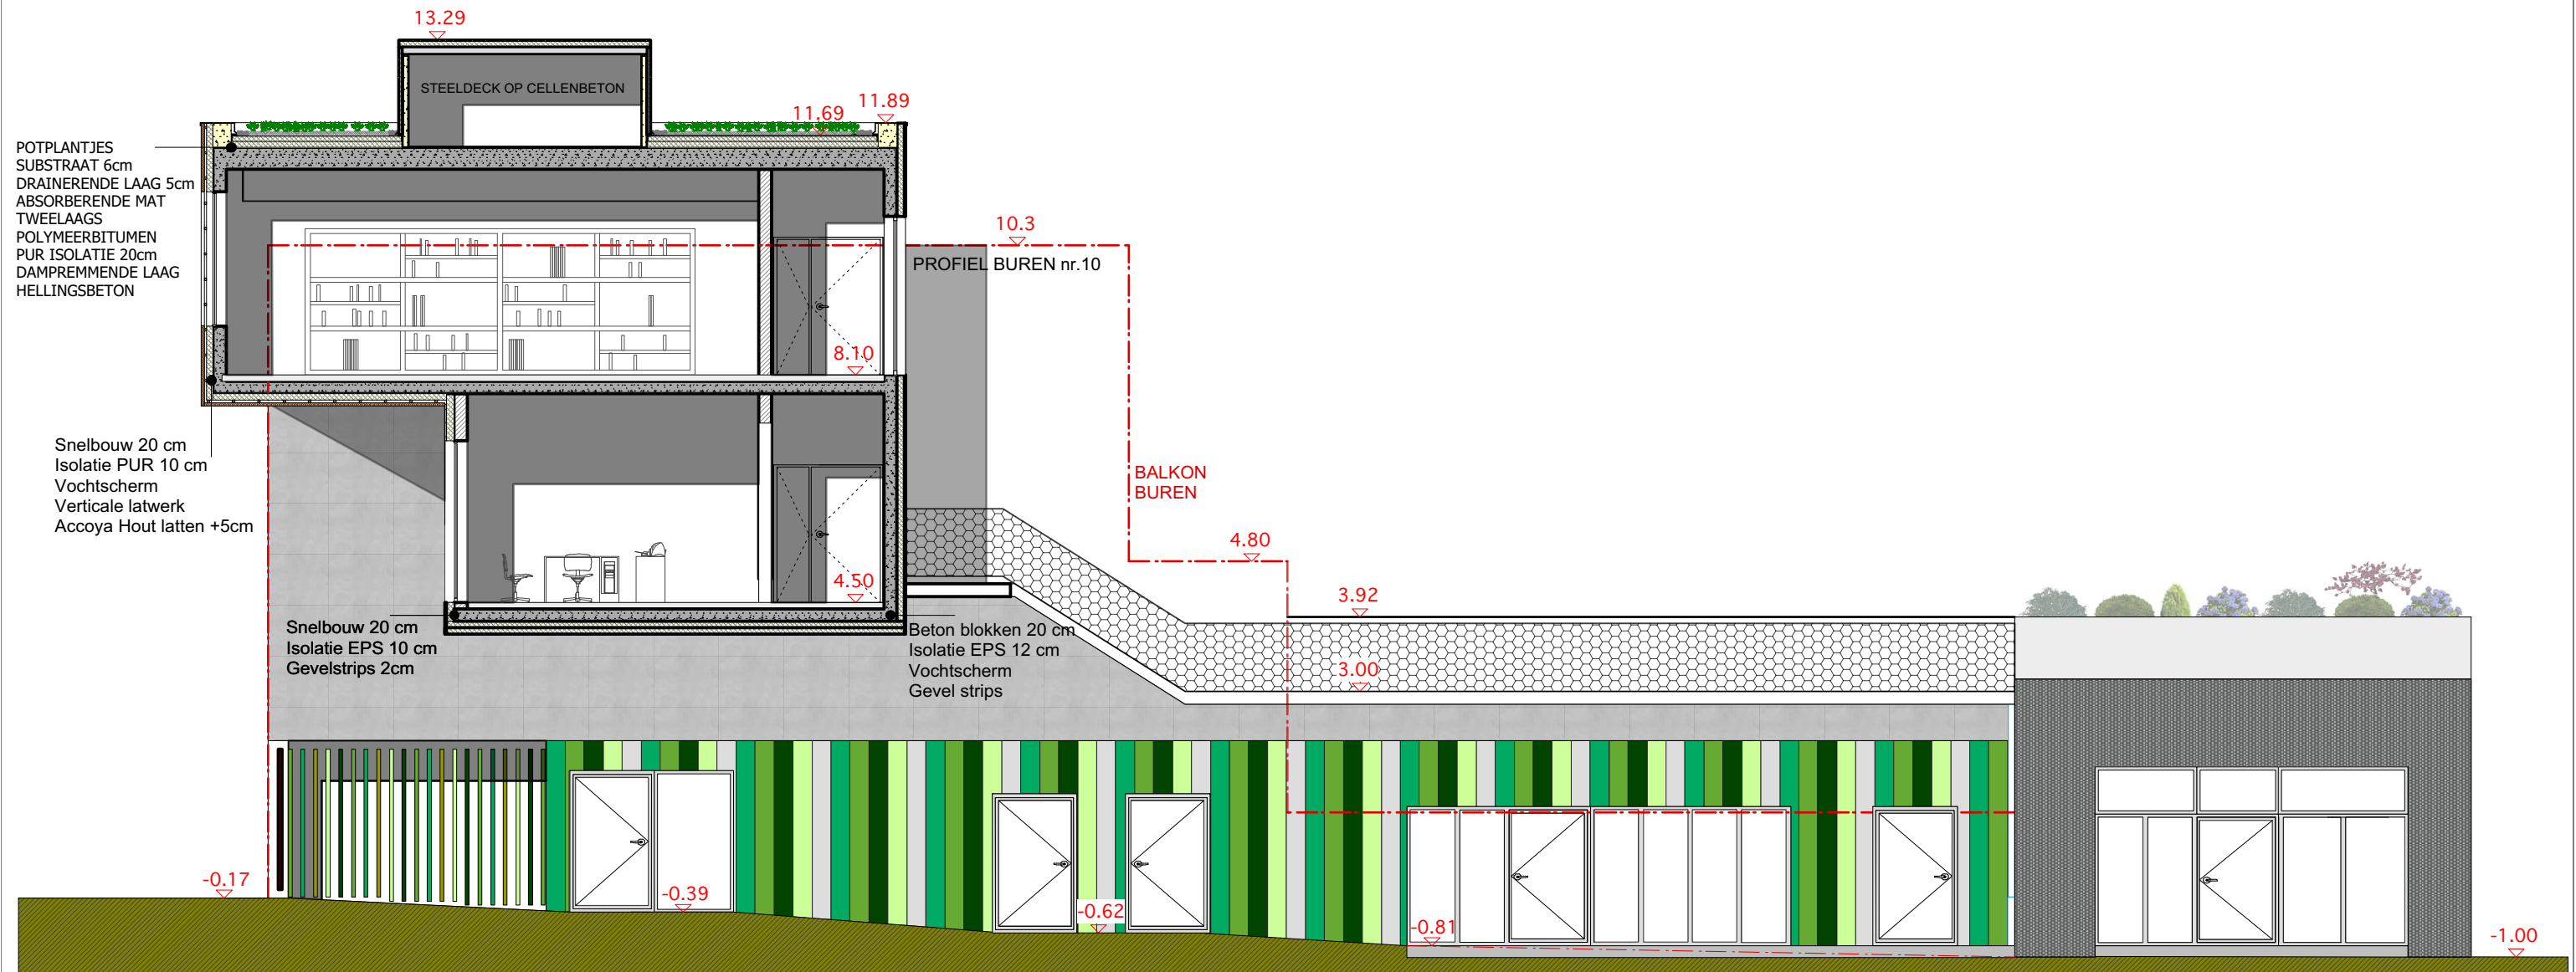 13.29
STEELDECK OP CELLENBETON
11.69
11.89
POTPLANTJES
SUBSTRAAT 6cm
DRAINERENDE LAAG 5cm
ABSORBERENDE MAT
TWEELAAGS
POLYMEERBITUMEN
PUR ISOLATIE 20cm
DAMPREMMENDE LAAG
HELLINGSBETON
10.3
PROFIEL BUREN nr.10
8.10
Snelbouw 20 cm
Isolatie PUR 10 cm
Vochtscherm
Verticale latwerk
Accoya Hout latten +5cm
BALKON
BUREN
4.80
4.50
3.92
Snelbouw 20 cm
Isolatie EPS 10 cm
Gevelstrips 2cm
Beton blokken 20 cm
Isolatie EPS 12 cm
Vochtscherm
Gevel strips
3.00
-0.17
-0.39
-0.62
-0.81
-1.00